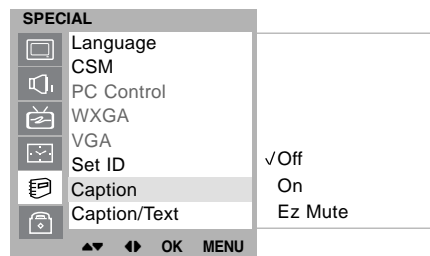 SPECIAL
Language
CSM
PC Control
WXGA
VGA
Set ID
Caption
Caption/Text
√Off
On
Ez Mute
▲▼ ◀▶ OK MENU